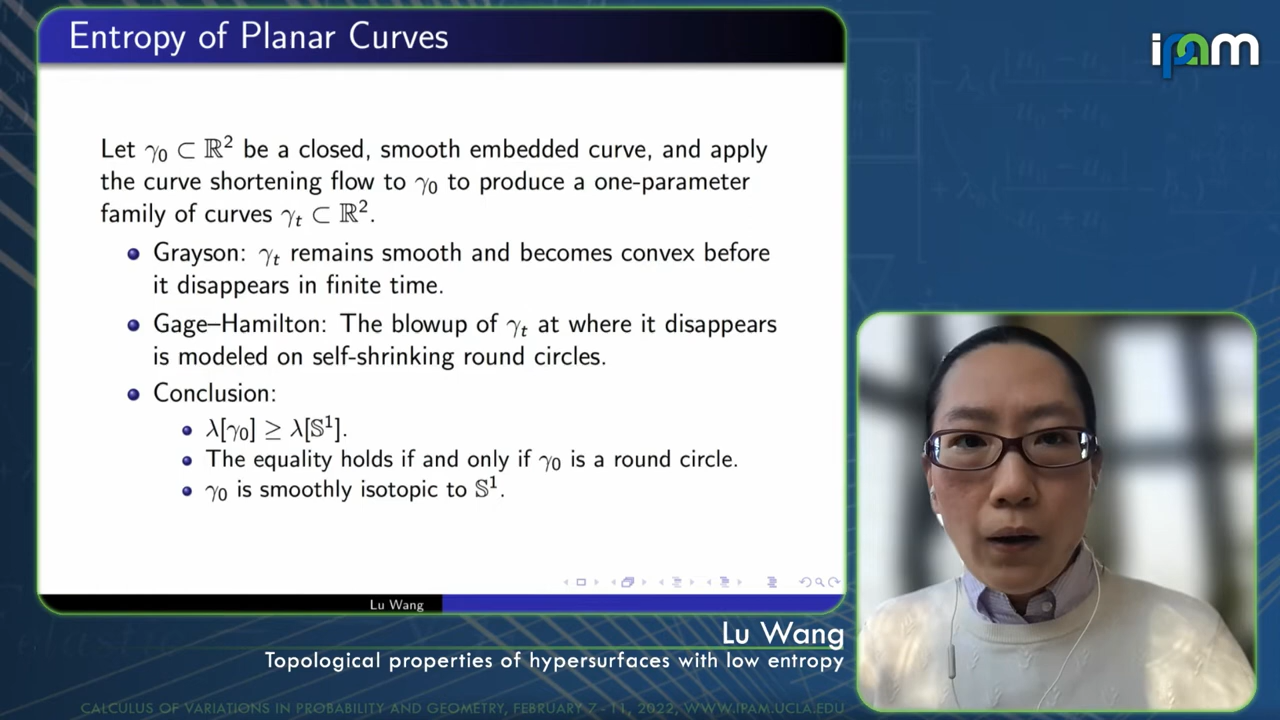 Entropy of Planar Curves
ipam
Let γ₀ ⊂ ℝ² be a closed, smooth embedded curve, and apply
the curve shortening flow to γ₀ to produce a one-parameter
family of curves γₜ ⊂ ℝ².
Grayson: γₜ remains smooth and becomes convex before
it disappears in finite time.
Gage–Hamilton: The blowup of γₜ at where it disappears
is modeled on self-shrinking round circles.
Conclusion:
λ[γ₀] ≥ λ[𝕊¹].
The equality holds if and only if γ₀ is a round circle.
γ₀ is smoothly isotopic to 𝕊¹.
Lu Wang
Lu Wang
Topological properties of hypersurfaces with low entropy
CALCULUS OF VARIATIONS IN PROBABILITY AND GEOMETRY, FEBRUARY 7 - 11, 2022, WWW.IPAM.UCLA.EDU